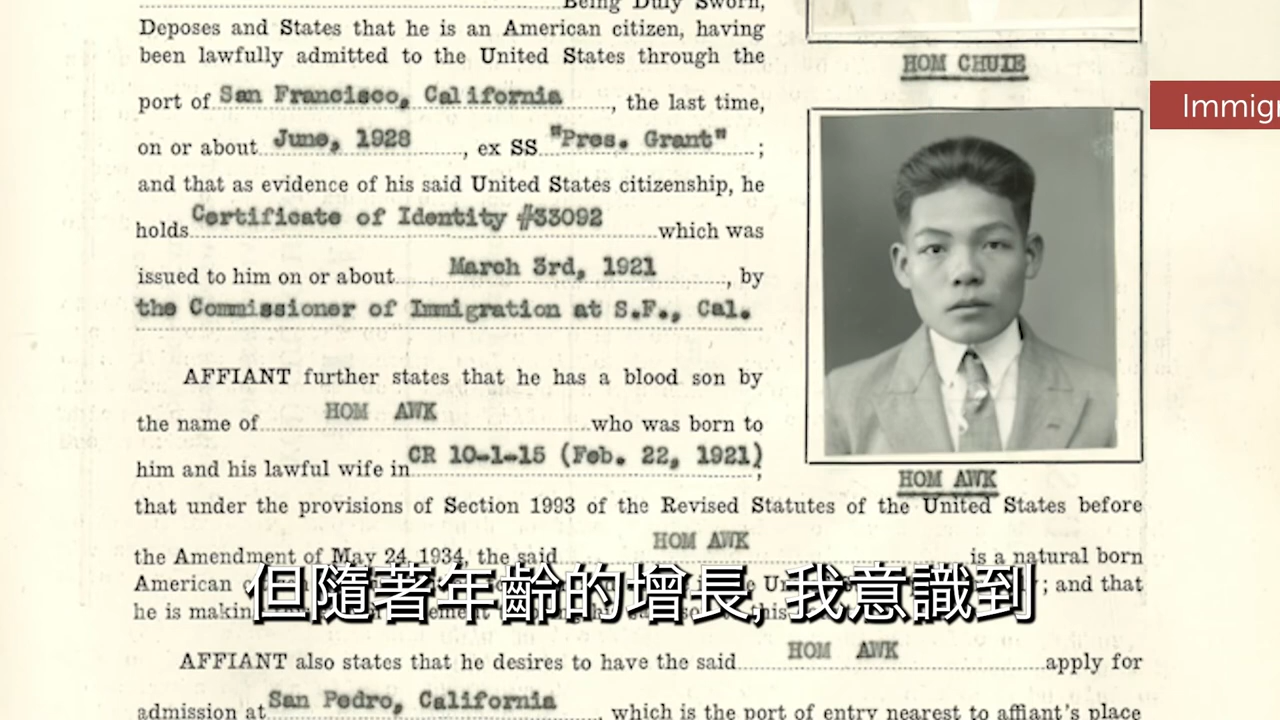 Being Duly Sworn,
Deposes and States that he is an American citizen, having
been lawfully admitted to the United States through the
port of San Francisco, California, the last time,
on or about June, 1928, ex SS "Pres. Grant";
and that as evidence of his said United States citizenship, he
holds Certificate of Identity #33092 which was
issued to him on or about March 3rd, 1921, by
the Commissioner of Immigration at S.F., Cal.
HOM CHUIE
Immigr
AFFIANT further states that he has a blood son by
the name of HOM AWK who was born to
him and his lawful wife in CR 10-1-15 (Feb. 22, 1921);
HOM AWK
that under the provisions of Section 1993 of the Revised Statutes of the United States before
the Amendment of May 24, 1934, the said HOM AWK is a natural born
American ; and that
he is making this
但隨著年齡的增長, 我意識到
AFFIANT also states that he desires to have the said HOM AWK apply for
admission at San Pedro, California, which is the port of entry nearest to affiant's place